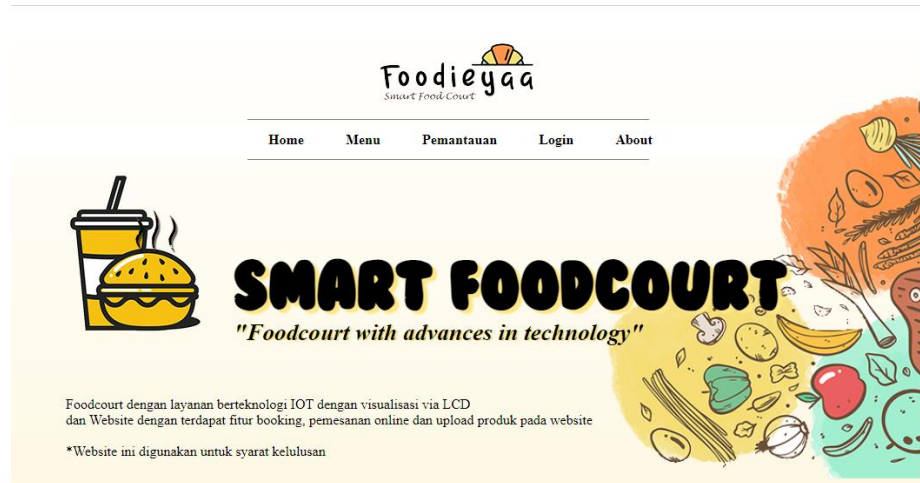 Foodieyaa
Smart Food Court
Home Menu Pemantauan Login About
SMART FOODCOURT
"Foodcourt with advances in technology"
Foodcourt dengan layanan berteknologi IOT dengan visualisasi via LCD
dan Website dengan terdapat fitur booking, pemesanan online dan upload produk pada website
*Website ini digunakan untuk syarat kelulusan